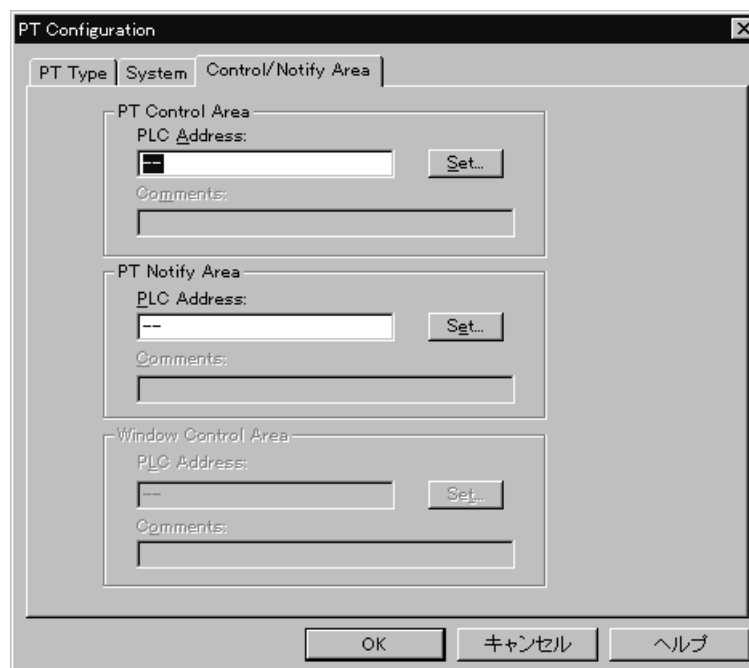 PT Configuration
PT Type System Control/Notify Area
PT Control Area
PLC Address:
--
Set...
Comments:
PT Notify Area
PLC Address:
--
Set...
Comments:
Window Control Area
PLC Address:
--
Set...
Comments:
OK キャンセル ヘルプ